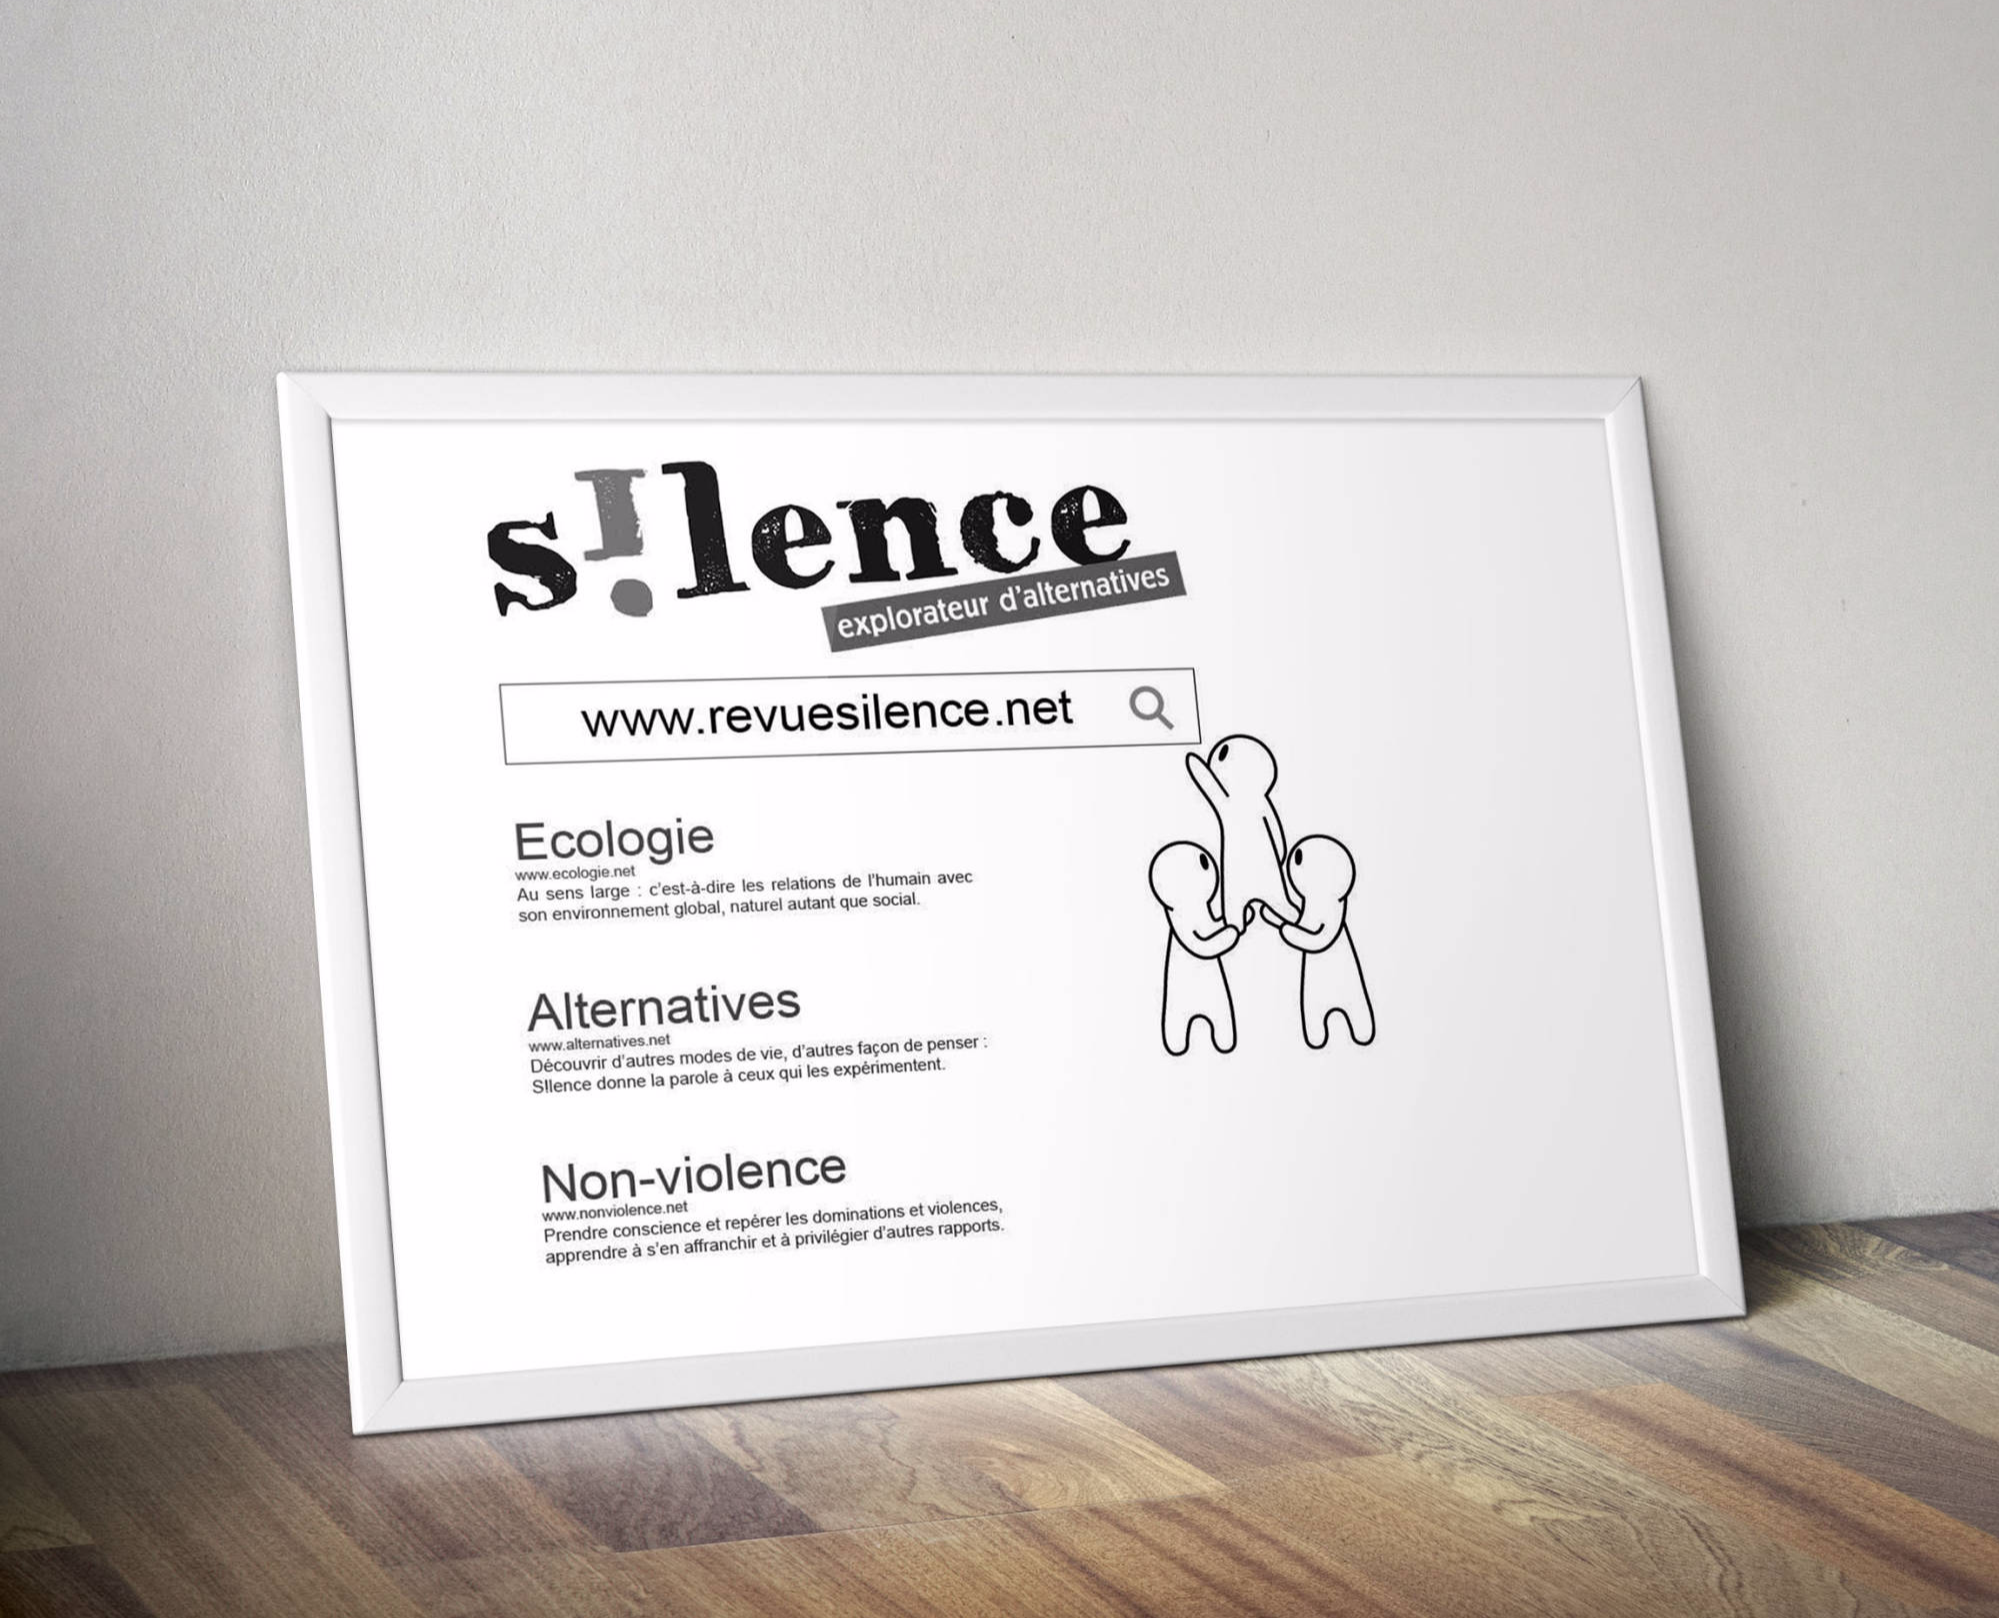 sIlence
explorateur d'alternatives
www.revuesilence.net
Ecologie
www.ecologie.net
Au sens large : c'est-à-dire les relations de l'humain avec
son environnement global, naturel autant que social.
Alternatives
www.alternatives.net
Découvrir d'autres modes de vie, d'autres façon de penser :
SIlence donne la parole à ceux qui les expérimentent.
Non-violence
www.nonviolence.net
Prendre conscience et repérer les dominations et violences,
apprendre à s'en affranchir et à privilégier d'autres rapports.